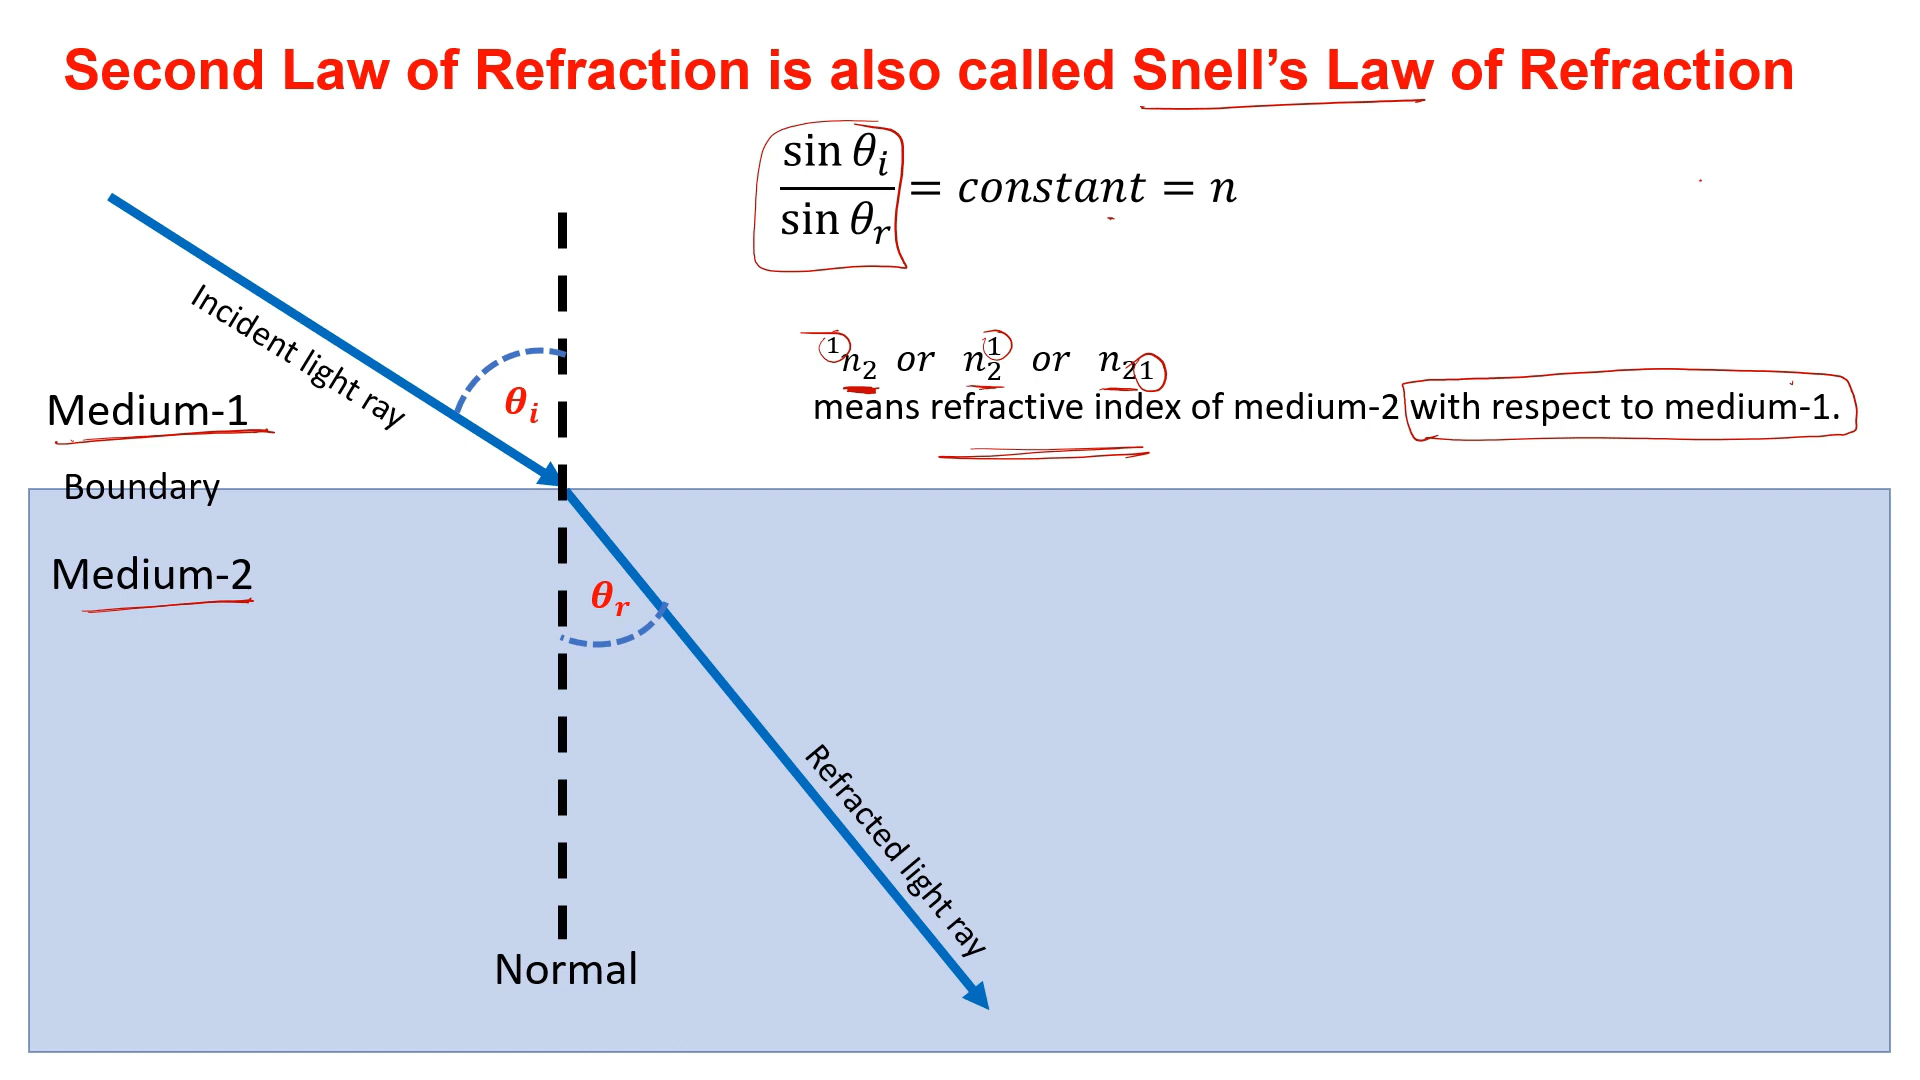 Second Law of Refraction is also called Snell’s Law of Refraction
sin θᵢ / sin θᵣ = constant = n
Incident light ray
θᵢ
¹n₂ or n₂¹ or n₂₁
means refractive index of medium-2 with respect to medium-1.
Medium-1
Boundary
Medium-2
θᵣ
Refracted light ray
Normal